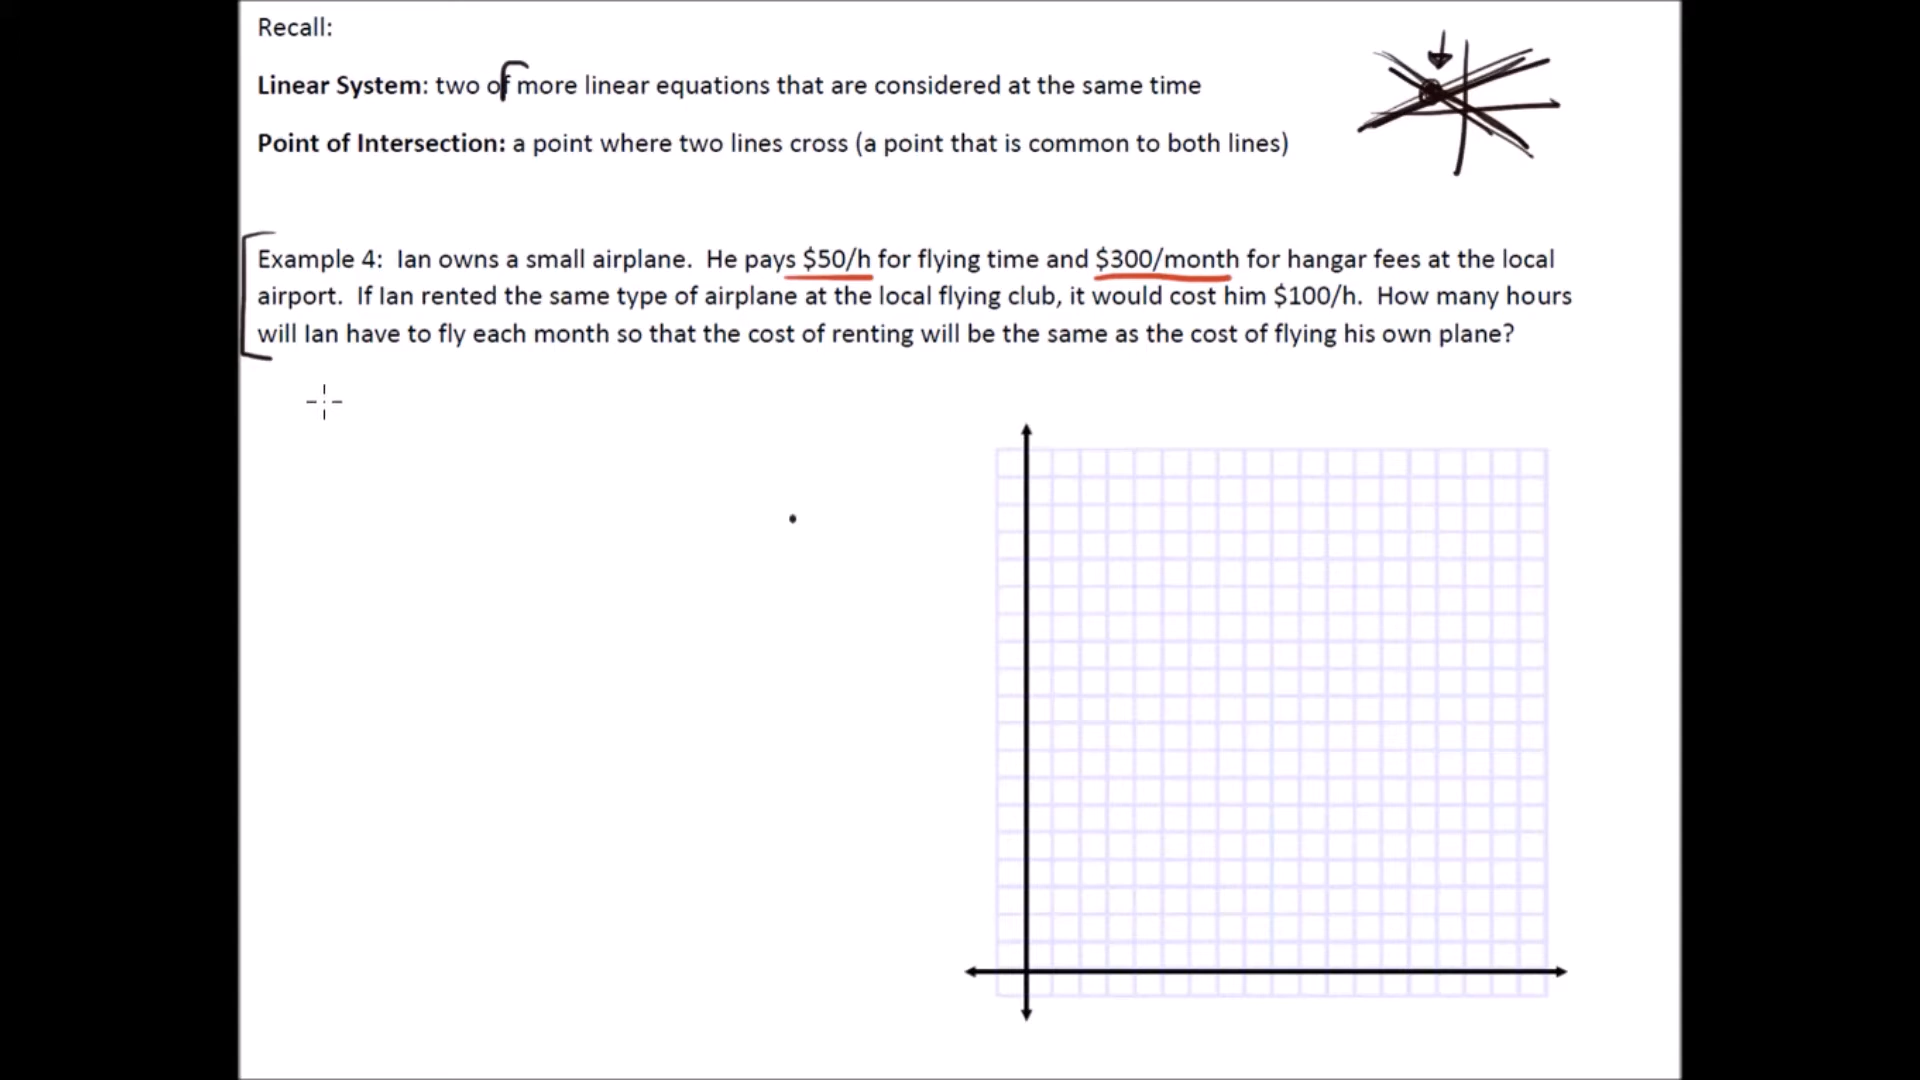 Recall:
Linear System: two of more linear equations that are considered at the same time
Point of Intersection: a point where two lines cross (a point that is common to both lines)
Example 4: Ian owns a small airplane. He pays $50/h for flying time and $300/month for hangar fees at the local
airport. If Ian rented the same type of airplane at the local flying club, it would cost him $100/h. How many hours
will Ian have to fly each month so that the cost of renting will be the same as the cost of flying his own plane?